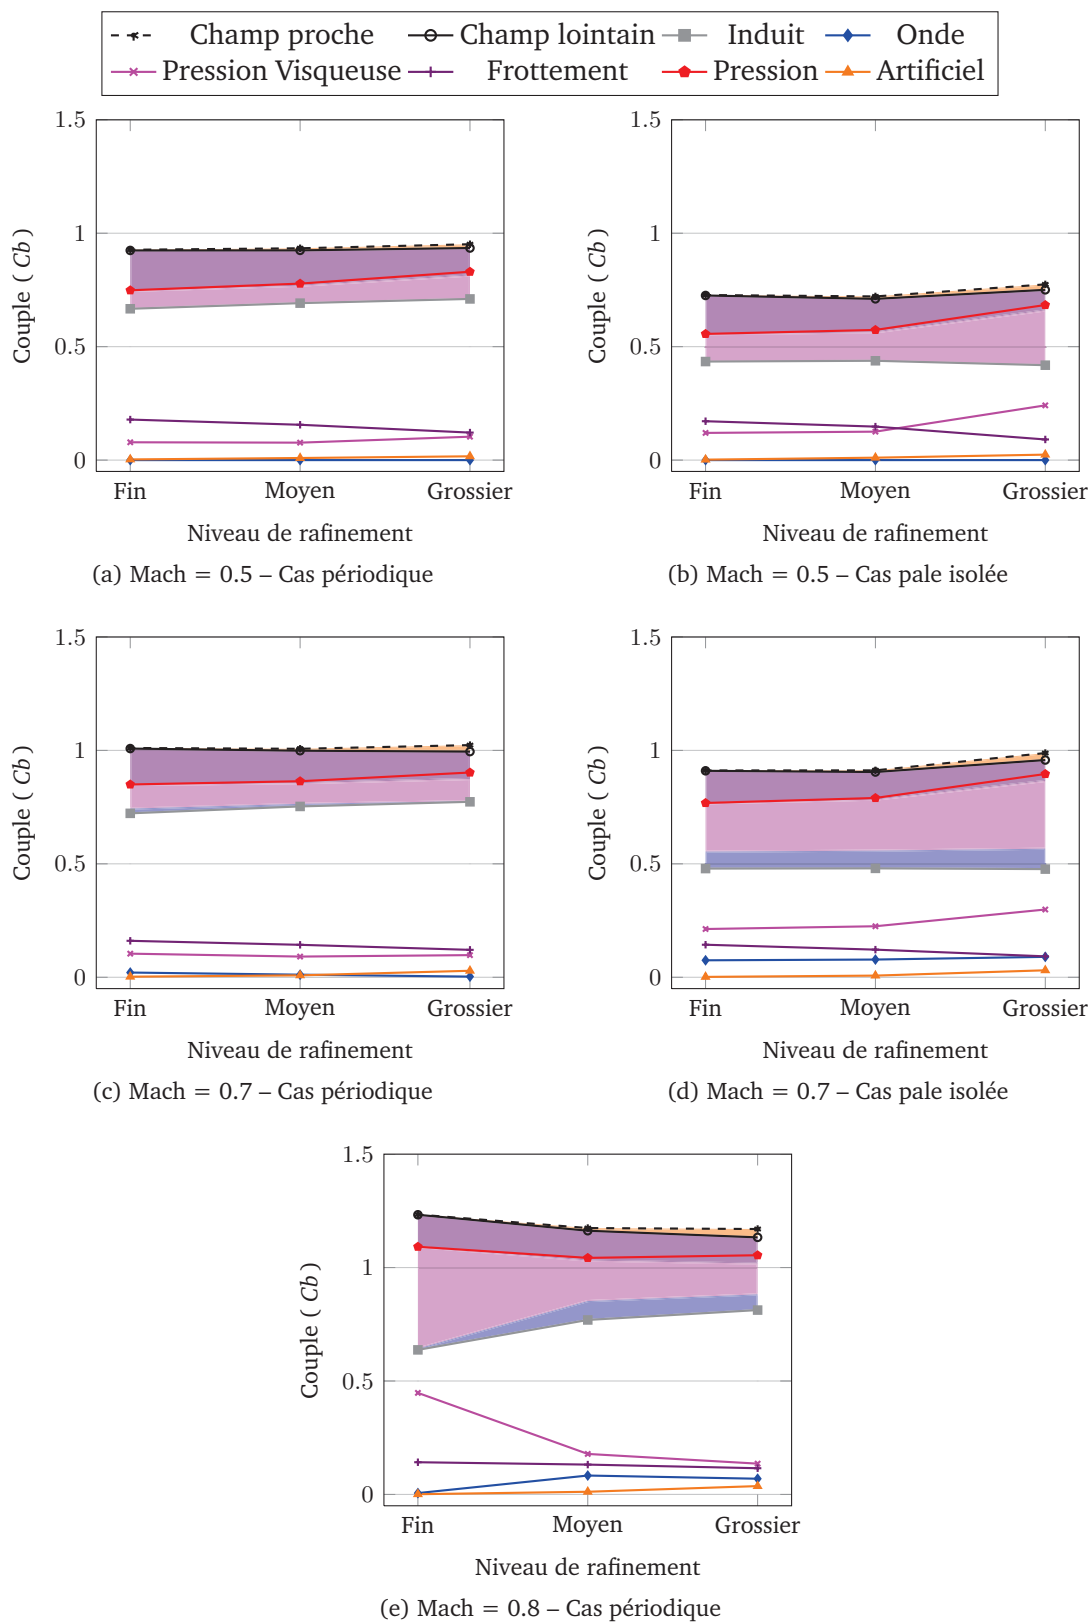 Champ proche Champ lointain Induit Onde
Pression Visqueuse Frottement Pression Artificiel
1.5
1
0.5
0
Couple ( Cb )
Fin Moyen Grossier
Niveau de rafinement
(a) Mach = 0.5 – Cas périodique
1.5
1
0.5
0
Couple ( Cb )
Fin Moyen Grossier
Niveau de rafinement
(b) Mach = 0.5 – Cas pale isolée
1.5
1
0.5
0
Couple ( Cb )
Fin Moyen Grossier
Niveau de rafinement
(c) Mach = 0.7 – Cas périodique
1.5
1
0.5
0
Couple ( Cb )
Fin Moyen Grossier
Niveau de rafinement
(d) Mach = 0.7 – Cas pale isolée
1.5
1
0.5
0
Couple ( Cb )
Fin Moyen Grossier
Niveau de rafinement
(e) Mach = 0.8 – Cas périodique